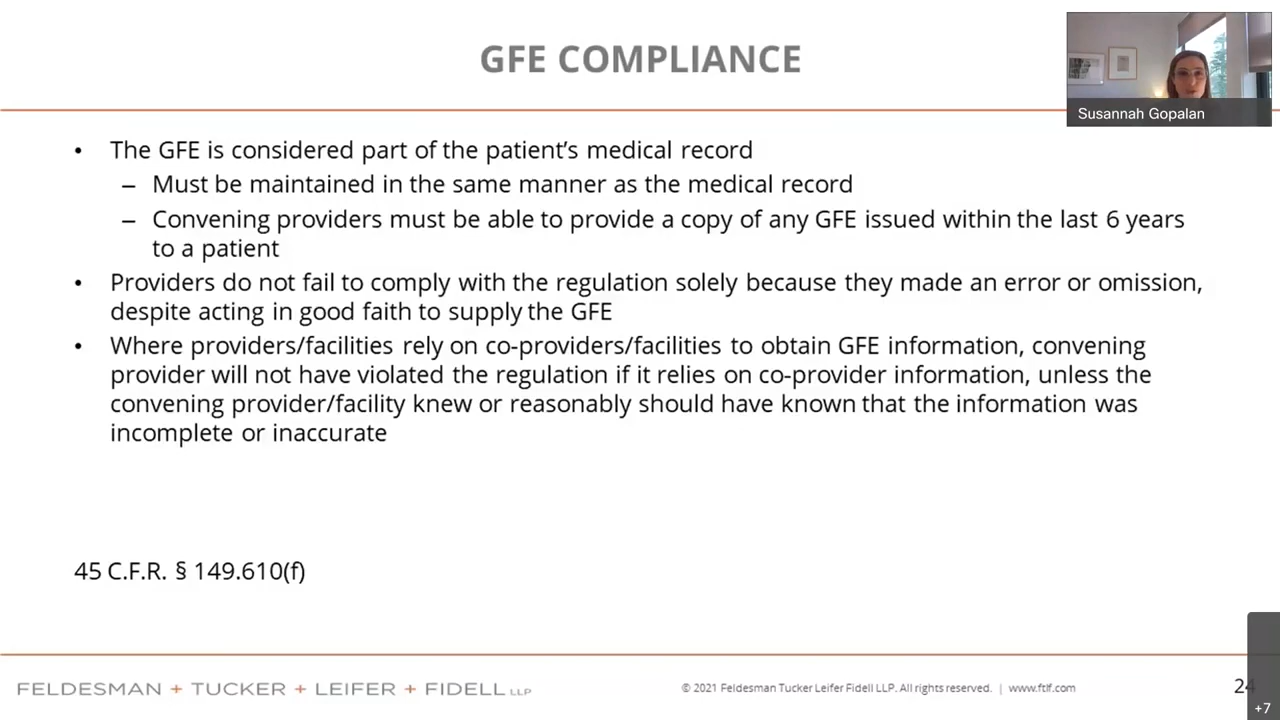 GFE COMPLIANCE
Susannah Gopalan
• The GFE is considered part of the patient's medical record
– Must be maintained in the same manner as the medical record
– Convening providers must be able to provide a copy of any GFE issued within the last 6 years
to a patient
• Providers do not fail to comply with the regulation solely because they made an error or omission,
despite acting in good faith to supply the GFE
• Where providers/facilities rely on co-providers/facilities to obtain GFE information, convening
provider will not have violated the regulation if it relies on co-provider information, unless the
convening provider/facility knew or reasonably should have known that the information was
incomplete or inaccurate
45 C.F.R. § 149.610(f)
FELDESMAN + TUCKER + LEIFER + FIDELL LLP
© 2021 Feldesman Tucker Leifer Fidell LLP. All rights reserved. | www.ftlf.com
24
+7